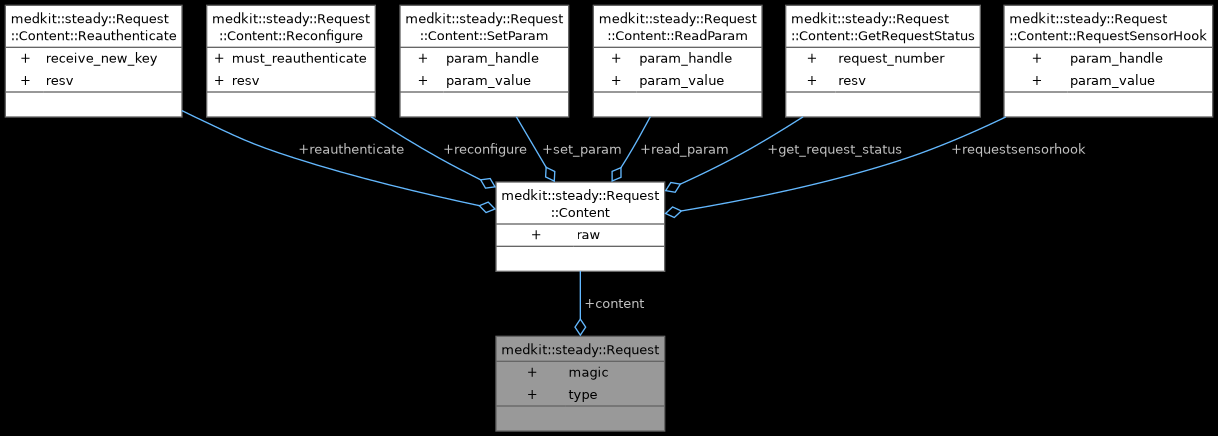 medkit::steady::Request
::Content::Reauthenticate
+ receive_new_key
+ resv
medkit::steady::Request
::Content::Reconfigure
+ must_reauthenticate
+ resv
medkit::steady::Request
::Content::SetParam
+ param_handle
+ param_value
medkit::steady::Request
::Content::ReadParam
+ param_handle
+ param_value
medkit::steady::Request
::Content::GetRequestStatus
+ request_number
+ resv
medkit::steady::Request
::Content::RequestSensorHook
+ param_handle
+ param_value
+reauthenticate
+reconfigure
+set_param
+read_param
+get_request_status
+requestsensorhook
medkit::steady::Request
::Content
+ raw
+content
medkit::steady::Request
+ magic
+ type